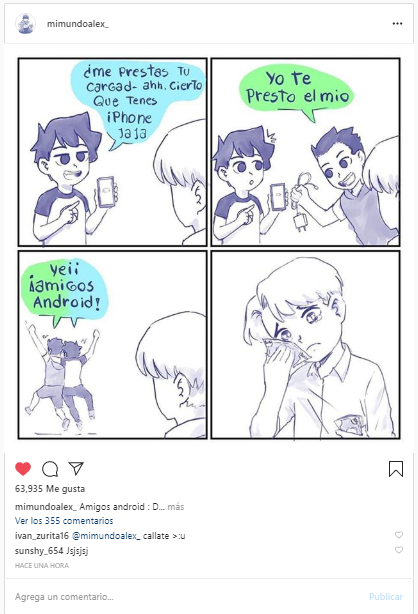 mimundoalex_
¿me Prestas Tu
Cargad- ahh. Cierto
Que Tenes
iPhone
Jaja
Yo te
Presto el mio
Yeii
¡amigos
Android!
63,935 Me gusta
mimundoalex_ Amigos android : D... más
Ver los 355 comentarios
ivan_zurita16 @mimundoalex_ callate >:u
sunshy_654 Jsjsjsj
HACE UNA HORA
Agrega un comentario...
Publicar